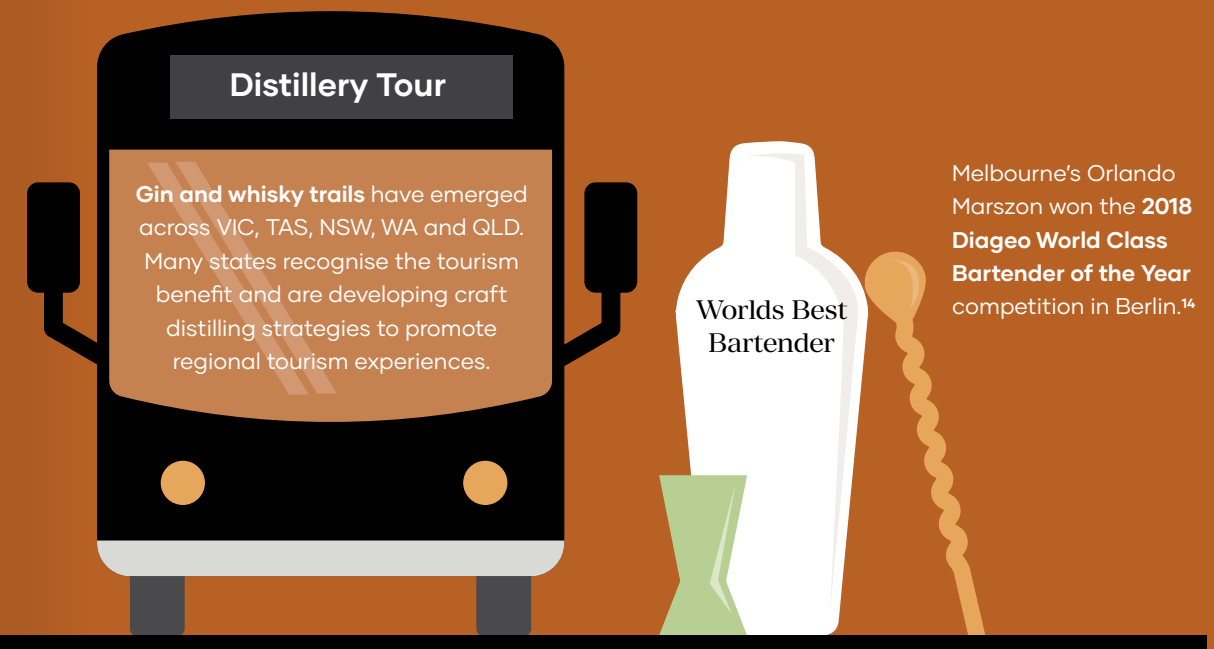 Distillery Tour
Gin and whisky trails have emerged
across VIC, TAS, NSW, WA and QLD.
Many states recognise the tourism
benefit and are developing craft
distilling strategies to promote
regional tourism experiences.
Worlds Best
Bartender
Melbourne’s Orlando
Marszon won the 2018
Diageo World Class
Bartender of the Year
competition in Berlin.¹⁴